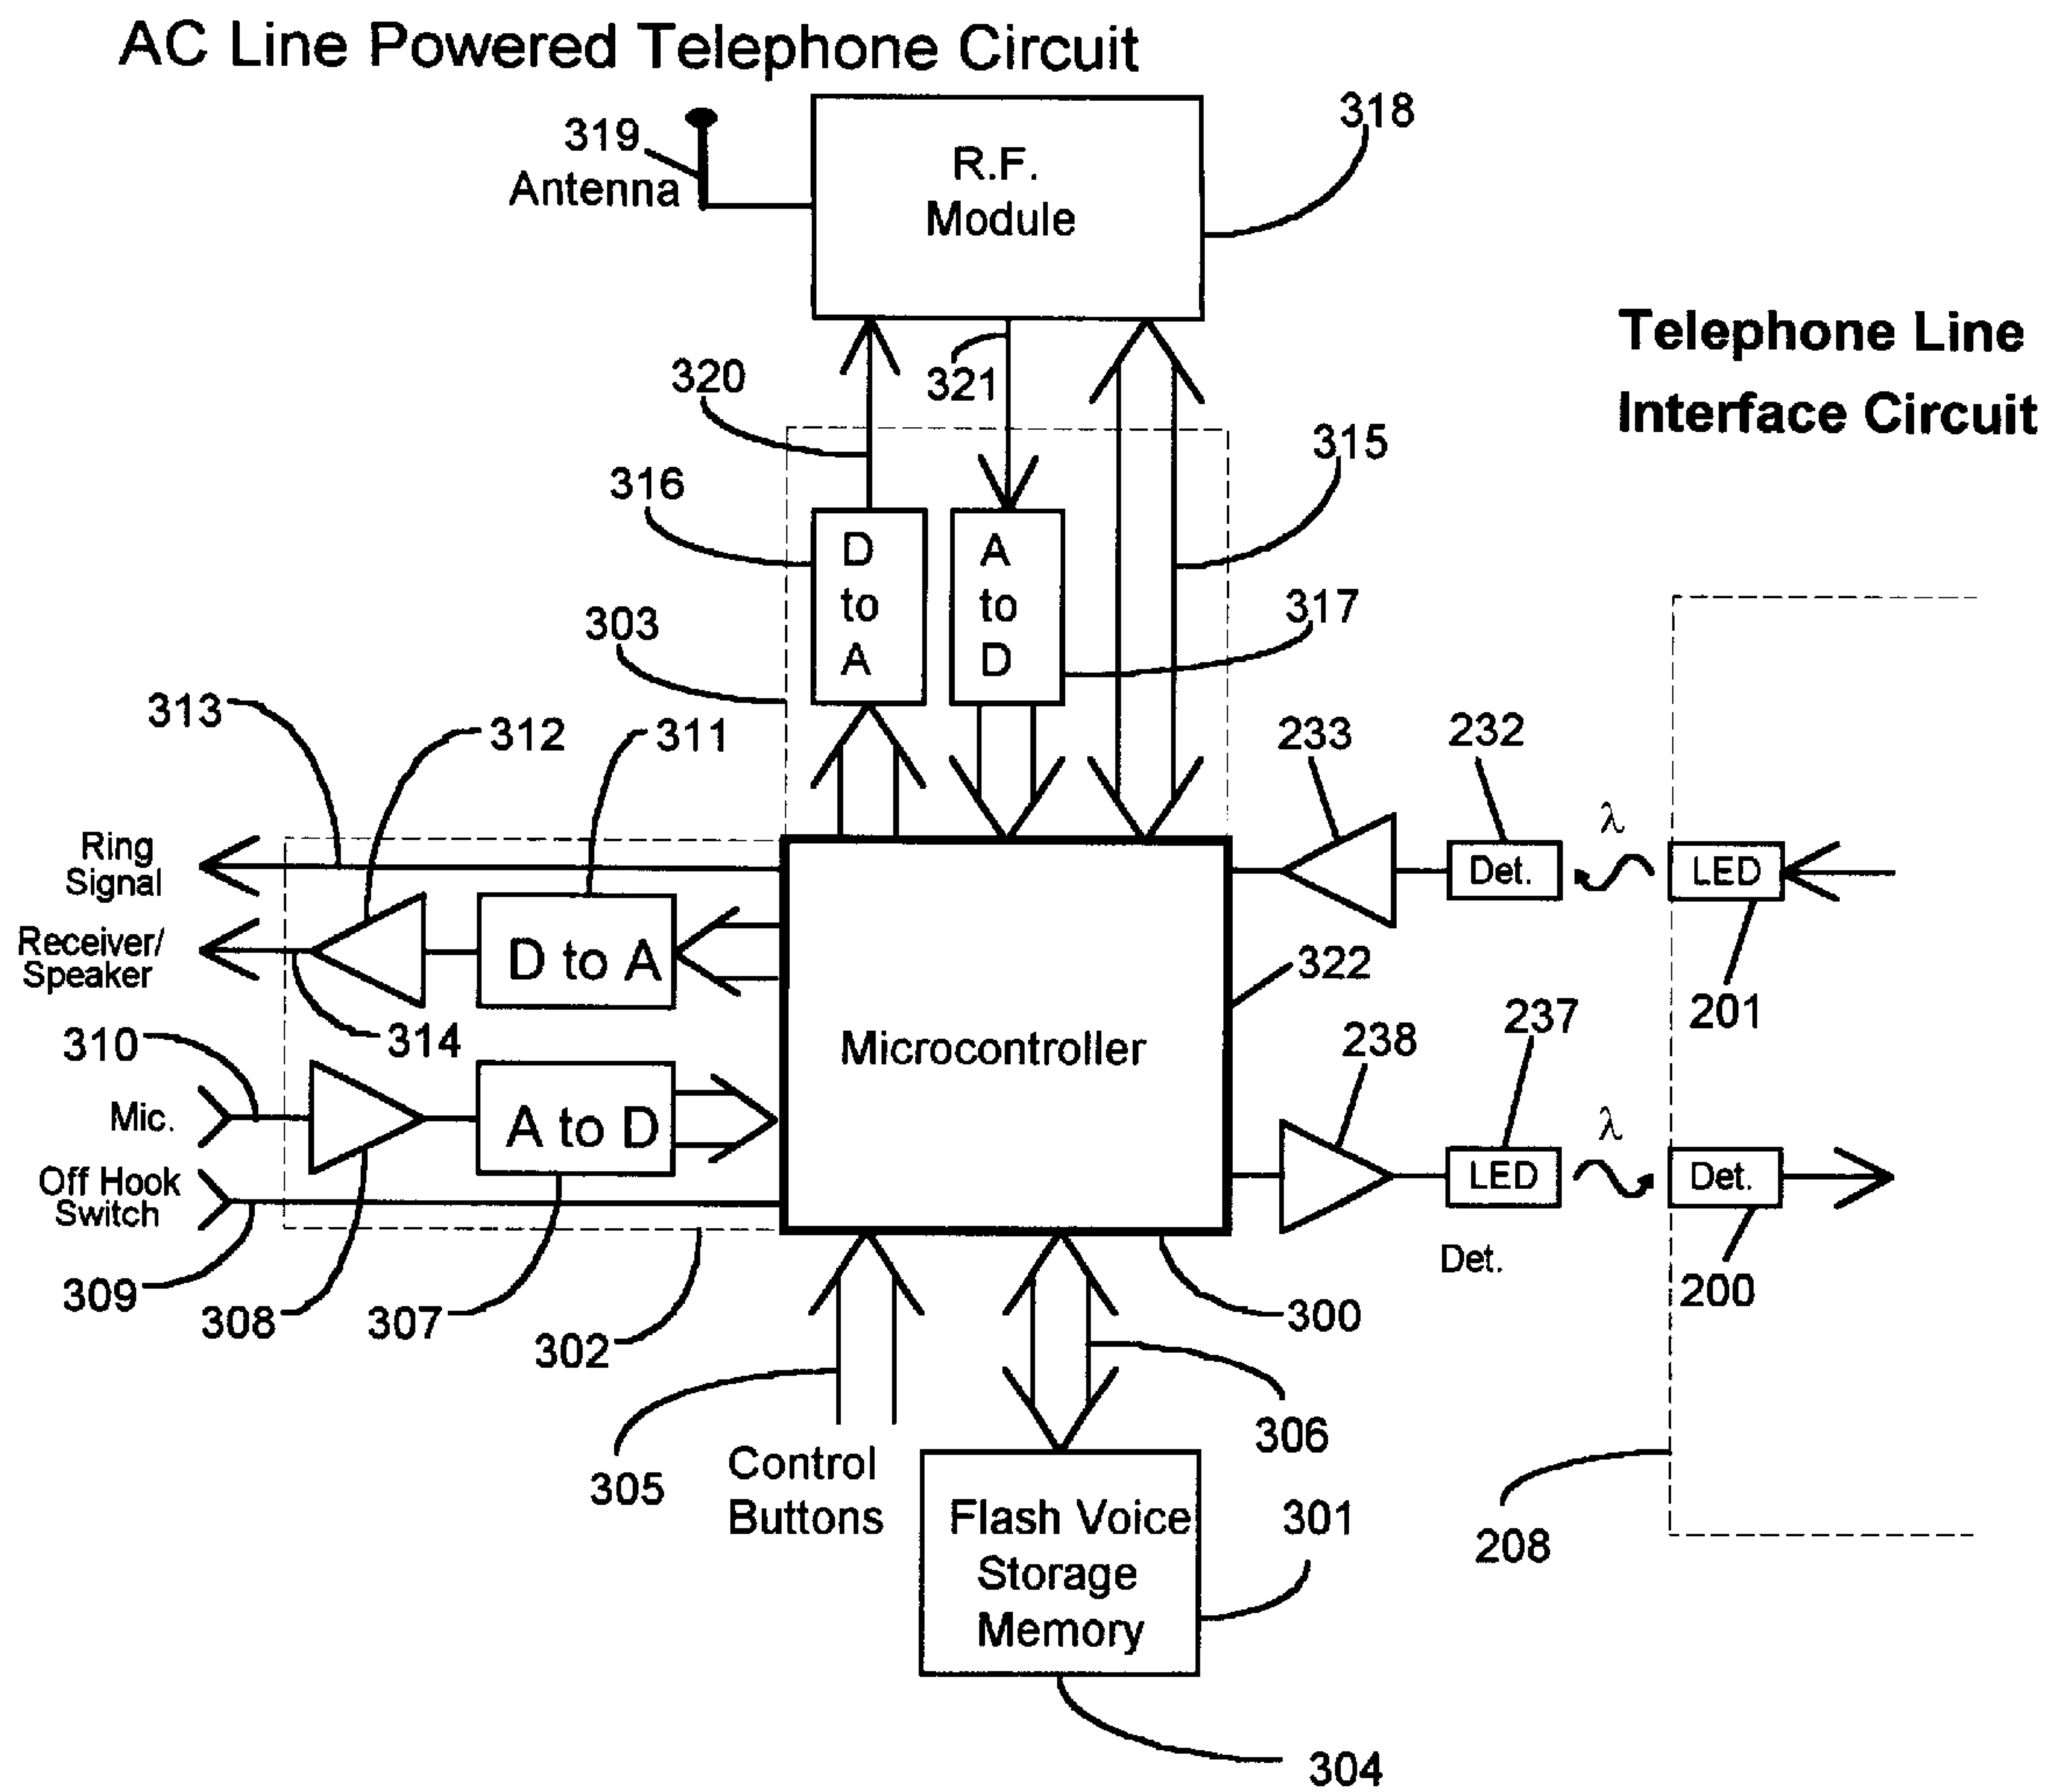 AC Line Powered Telephone Circuit
318
319
Antenna
R.F.
Module
Telephone Line
Interface Circuit
320
321
315
316
D
to
A
A
to
D
317
303
313
312
311
233
232
λ
Ring
Signal
Det.
LED
Receiver/
Speaker
D to A
322
201
314
310
Microcontroller
238
237
λ
Mic.
A to D
Off Hook
Switch
LED
Det.
Det.
309
308
307
302
300
200
305
306
Control
Buttons
Flash Voice
Storage
Memory
301
208
304